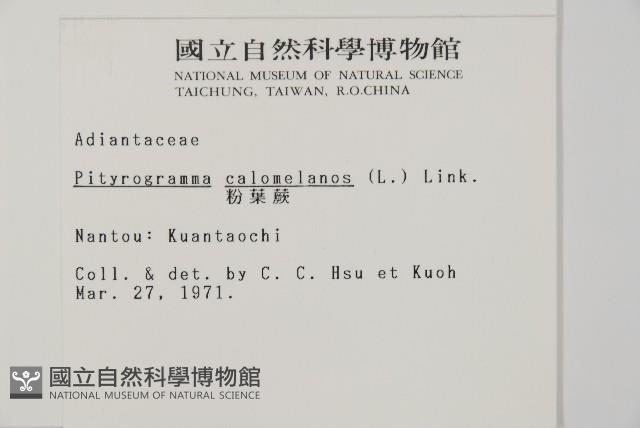 國立自然科學博物館
NATIONAL MUSEUM OF NATURAL SCIENCE
TAICHUNG, TAIWAN, R.O.CHINA
Adiantaceae
Pityrogramma calomelanos (L.) Link.
粉葉蕨
Nantou: Kuantaochi
Coll. & det. by C. C. Hsu et Kuoh
Mar. 27, 1971.
國立自然科學博物館
NATIONAL MUSEUM OF NATURAL SCIENCE